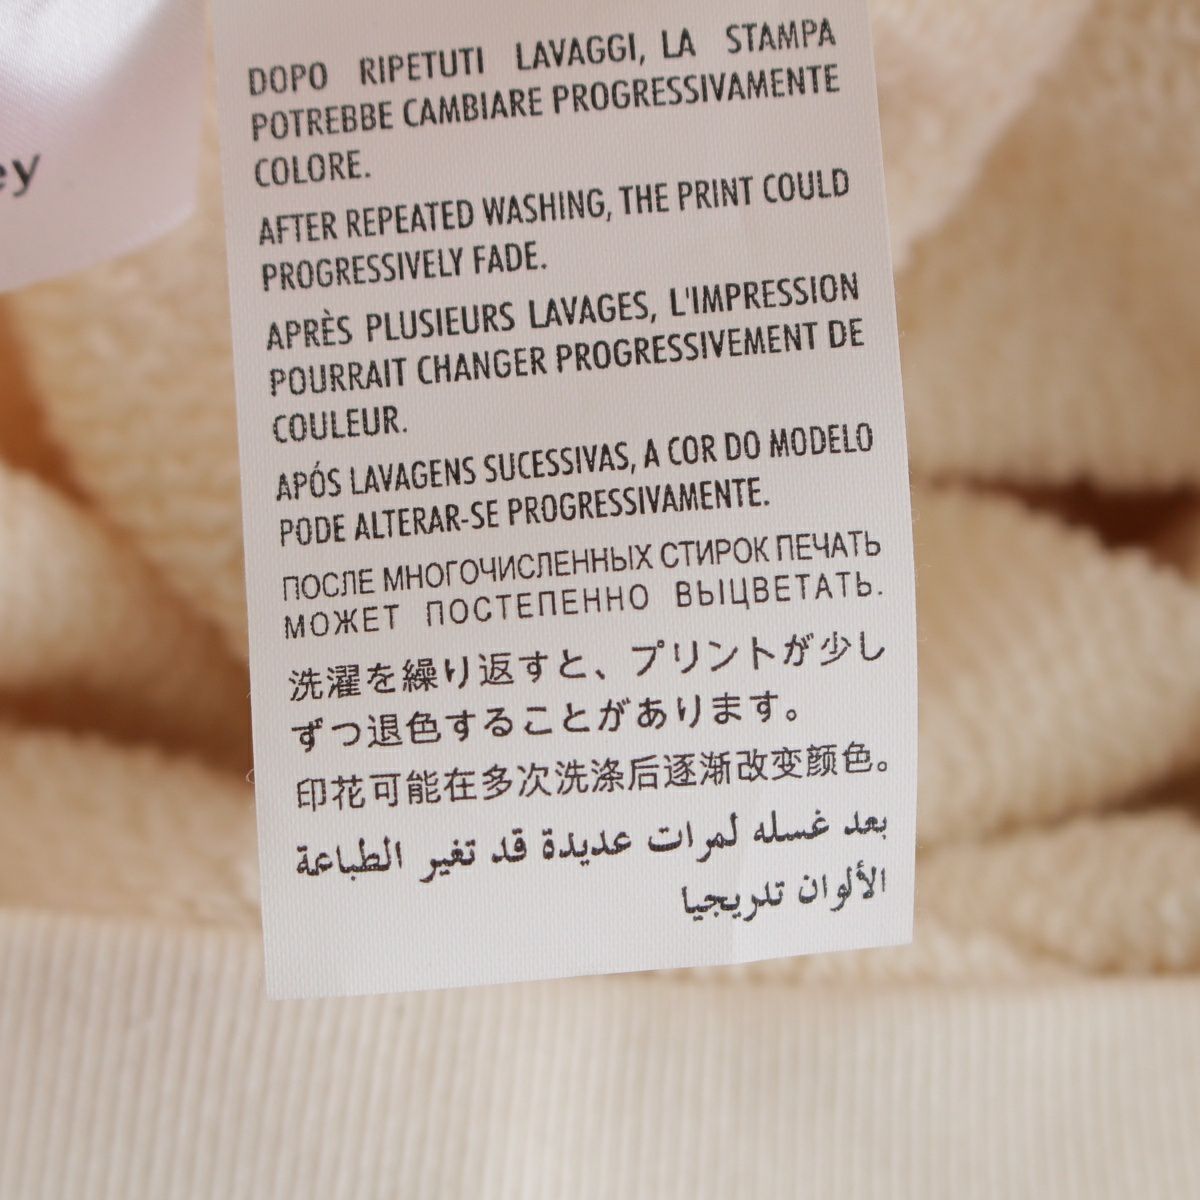 ey
DOPO RIPETUTI LAVAGGI, LA STAMPA
POTREBBE CAMBIARE PROGRESSIVAMENTE
COLORE.
AFTER REPEATED WASHING, THE PRINT COULD
PROGRESSIVELY FADE.
APRÈS PLUSIEURS LAVAGES, L'IMPRESSION
POURRAIT CHANGER PROGRESSIVEMENT DE
COULEUR.
APÓS LAVAGENS SUCESSIVAS, A COR DO MODELO
PODE ALTERAR-SE PROGRESSIVAMENTE.
ПОСЛЕ МНОГОЧИСЛЕННЫХ СТИРОК ПЕЧАТЬ
МОЖЕТ ПОСТЕПЕННО ВЫЦВЕТАТЬ.
洗濯を繰り返すと、プリントが少し
ずつ退色することがあります。
印花可能在多次洗涤后逐渐改变颜色。
بعد غسله لمرات عديدة قد تغير الطباعة
الألوان تدريجيا